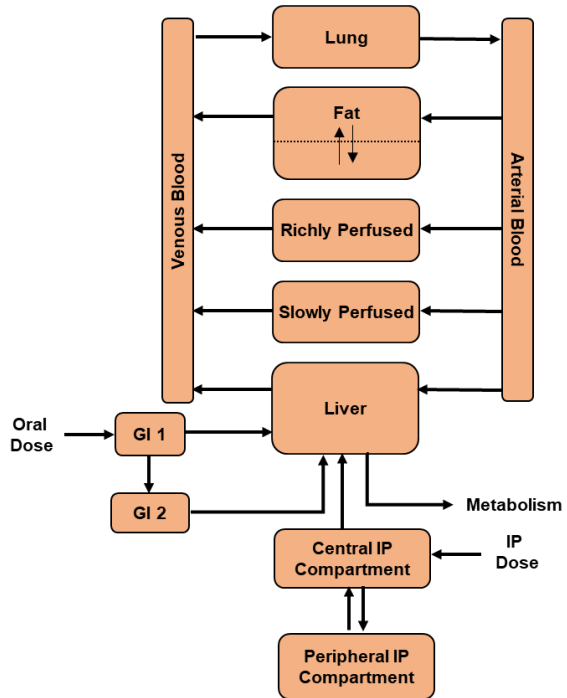 Lung
Fat
Venous Blood
Arterial Blood
Richly Perfused
Slowly Perfused
Liver
Oral
Dose
GI 1
GI 2
Metabolism
Central IP
Compartment
IP
Dose
Peripheral IP
Compartment